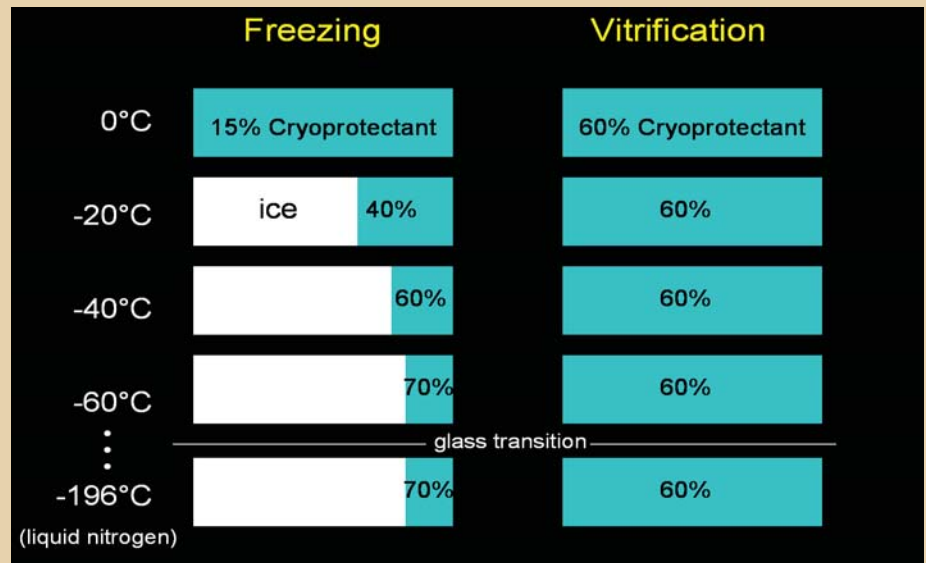 Freezing Vitrification
0°C 15% Cryoprotectant 60% Cryoprotectant
-20°C ice 40% 60%
-40°C 60% 60%
-60°C 70% 60%
glass transition
-196°C 70% 60%
(liquid nitrogen)